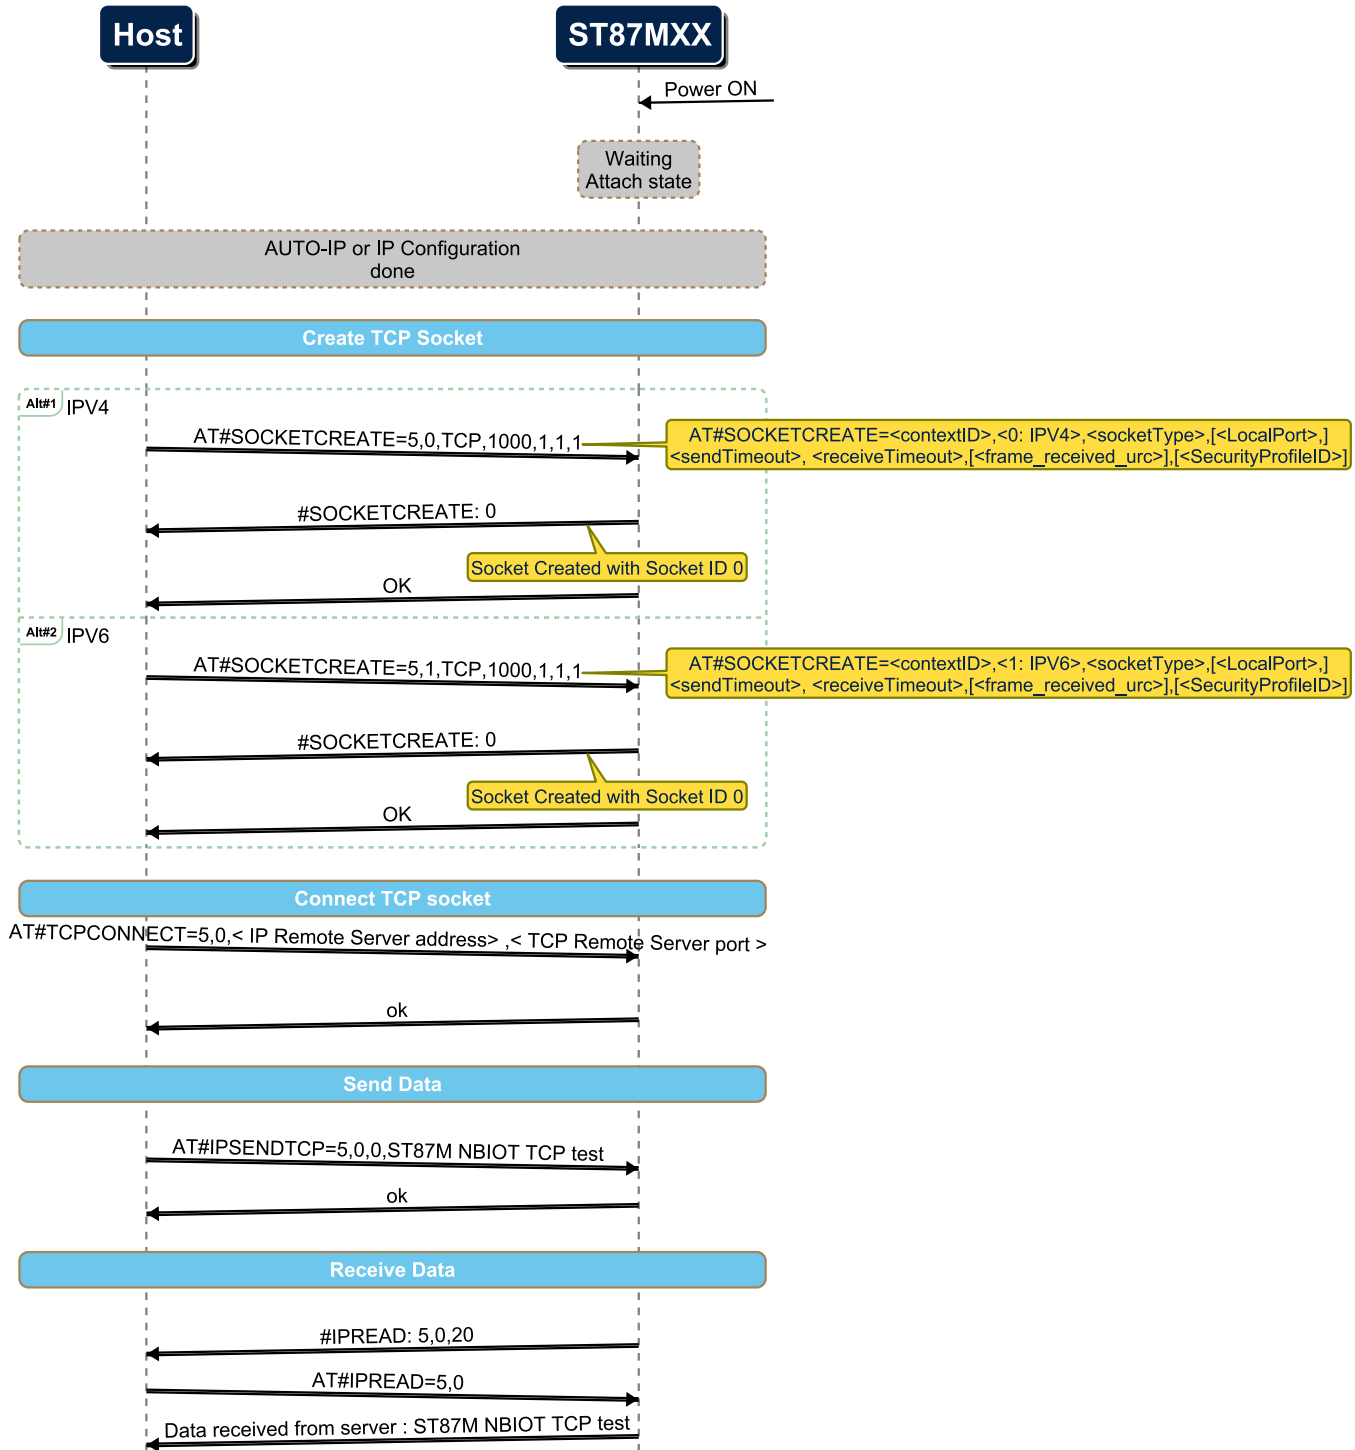 Host
ST87MXX
Power ON
Waiting
Attach state
AUTO-IP or IP Configuration
done
Create TCP Socket
Alt#1
IPV4
AT#SOCKETCREATE=5,0,TCP,1000,1,1,1
AT#SOCKETCREATE=<contextID>,<0: IPV4>,<socketType>,[<LocalPort>,]
<sendTimeout>, <receiveTimeout>,[<frame_received_urc>],[<SecurityProfileID>]
#SOCKETCREATE: 0
Socket Created with Socket ID 0
OK
Alt#2
IPV6
AT#SOCKETCREATE=5,1,TCP,1000,1,1,1
AT#SOCKETCREATE=<contextID>,<1: IPV6>,<socketType>,[<LocalPort>,]
<sendTimeout>, <receiveTimeout>,[<frame_received_urc>],[<SecurityProfileID>]
#SOCKETCREATE: 0
Socket Created with Socket ID 0
OK
Connect TCP socket
AT#TCPCONNECT=5,0,< IP Remote Server address> ,< TCP Remote Server port >
ok
Send Data
AT#IPSENDTCP=5,0,0,ST87M NBIOT TCP test
ok
Receive Data
#IPREAD: 5,0,20
AT#IPREAD=5,0
Data received from server : ST87M NBIOT TCP test